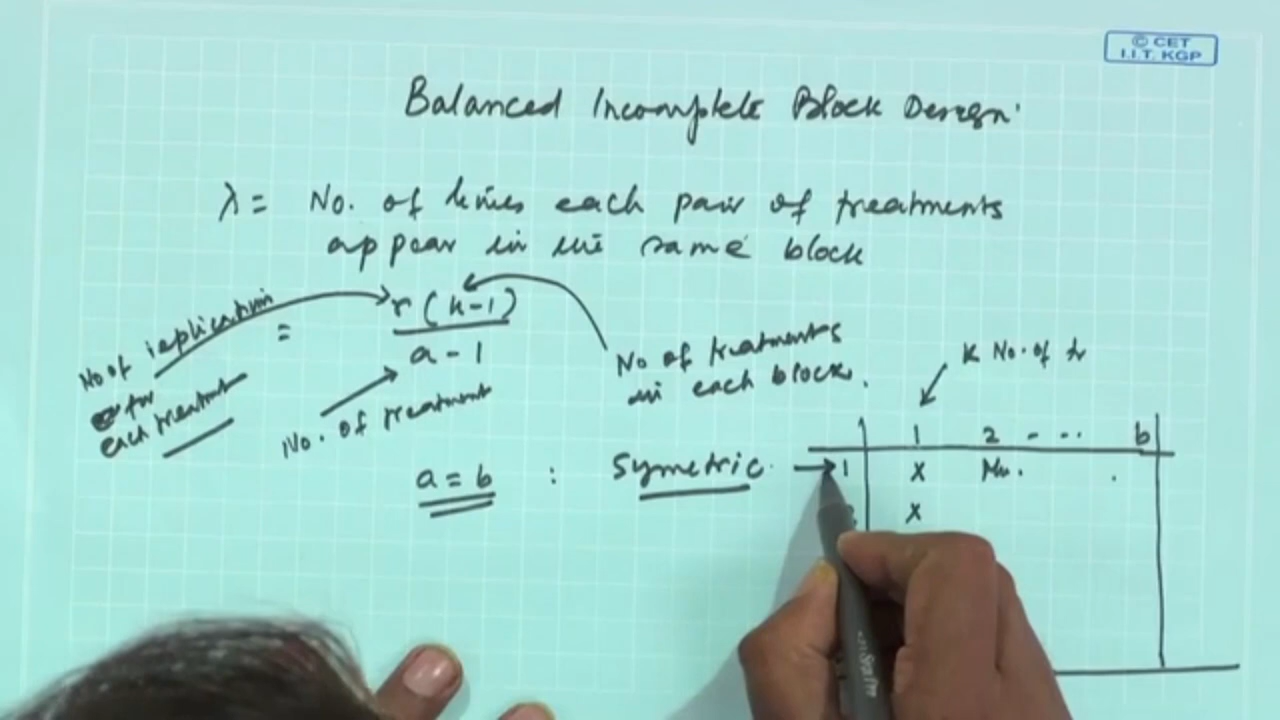 © CET
I.I.T. KGP
Balanced Incomplete Block Design.
λ = No. of times each pair of treatments
appear in the same block
= r (k-1)
a - 1
No of replication
for
each treatment
No. of treatment
No of treatments
in each block.
a = b : Symetric.
K No. of tr
1 2 - .. b
1 x .
x